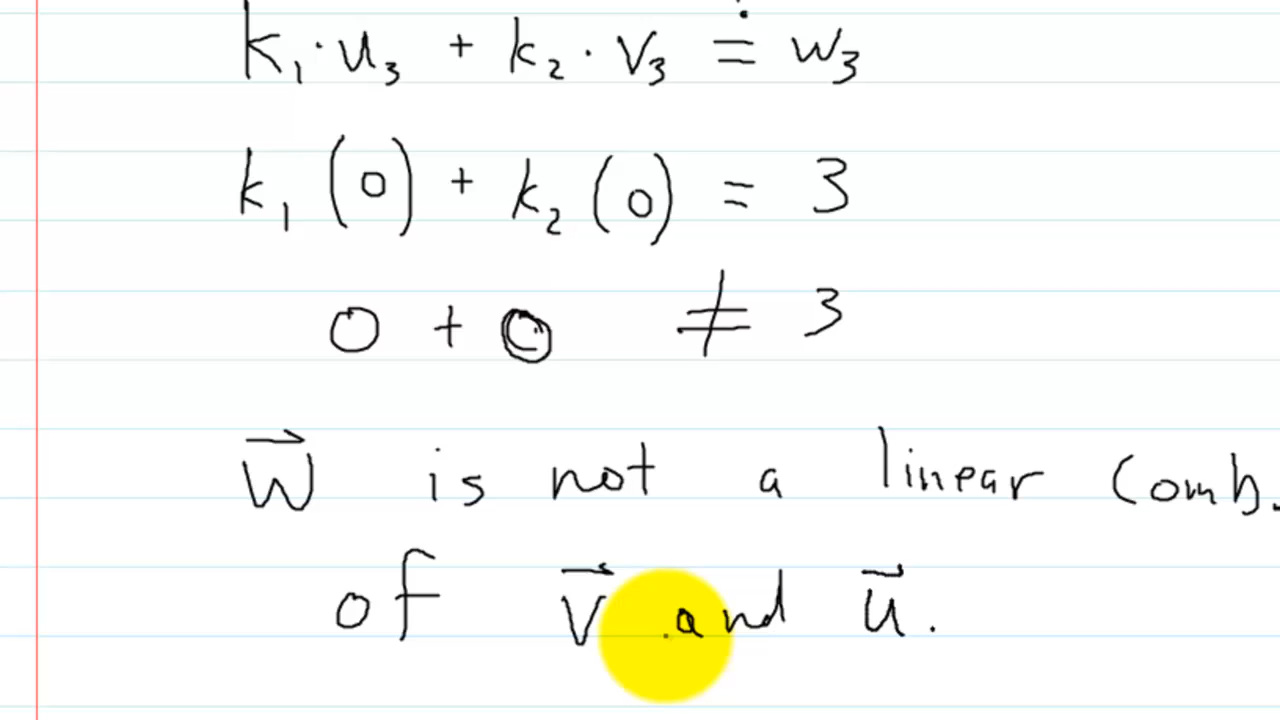 k₁·u₃ + k₂·v₃ ≟ w₃
k₁(0) + k₂(0) = 3
0 + 0 ≠ 3
w⃗ is not a linear comb.
of v⃗ and u⃗.